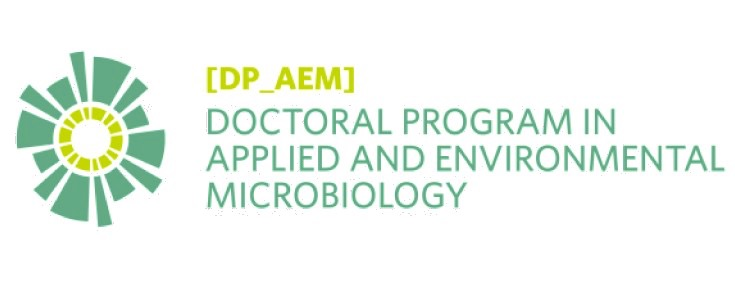 [DP_AEM]
DOCTORAL PROGRAM IN
APPLIED AND ENVIRONMENTAL
MICROBIOLOGY